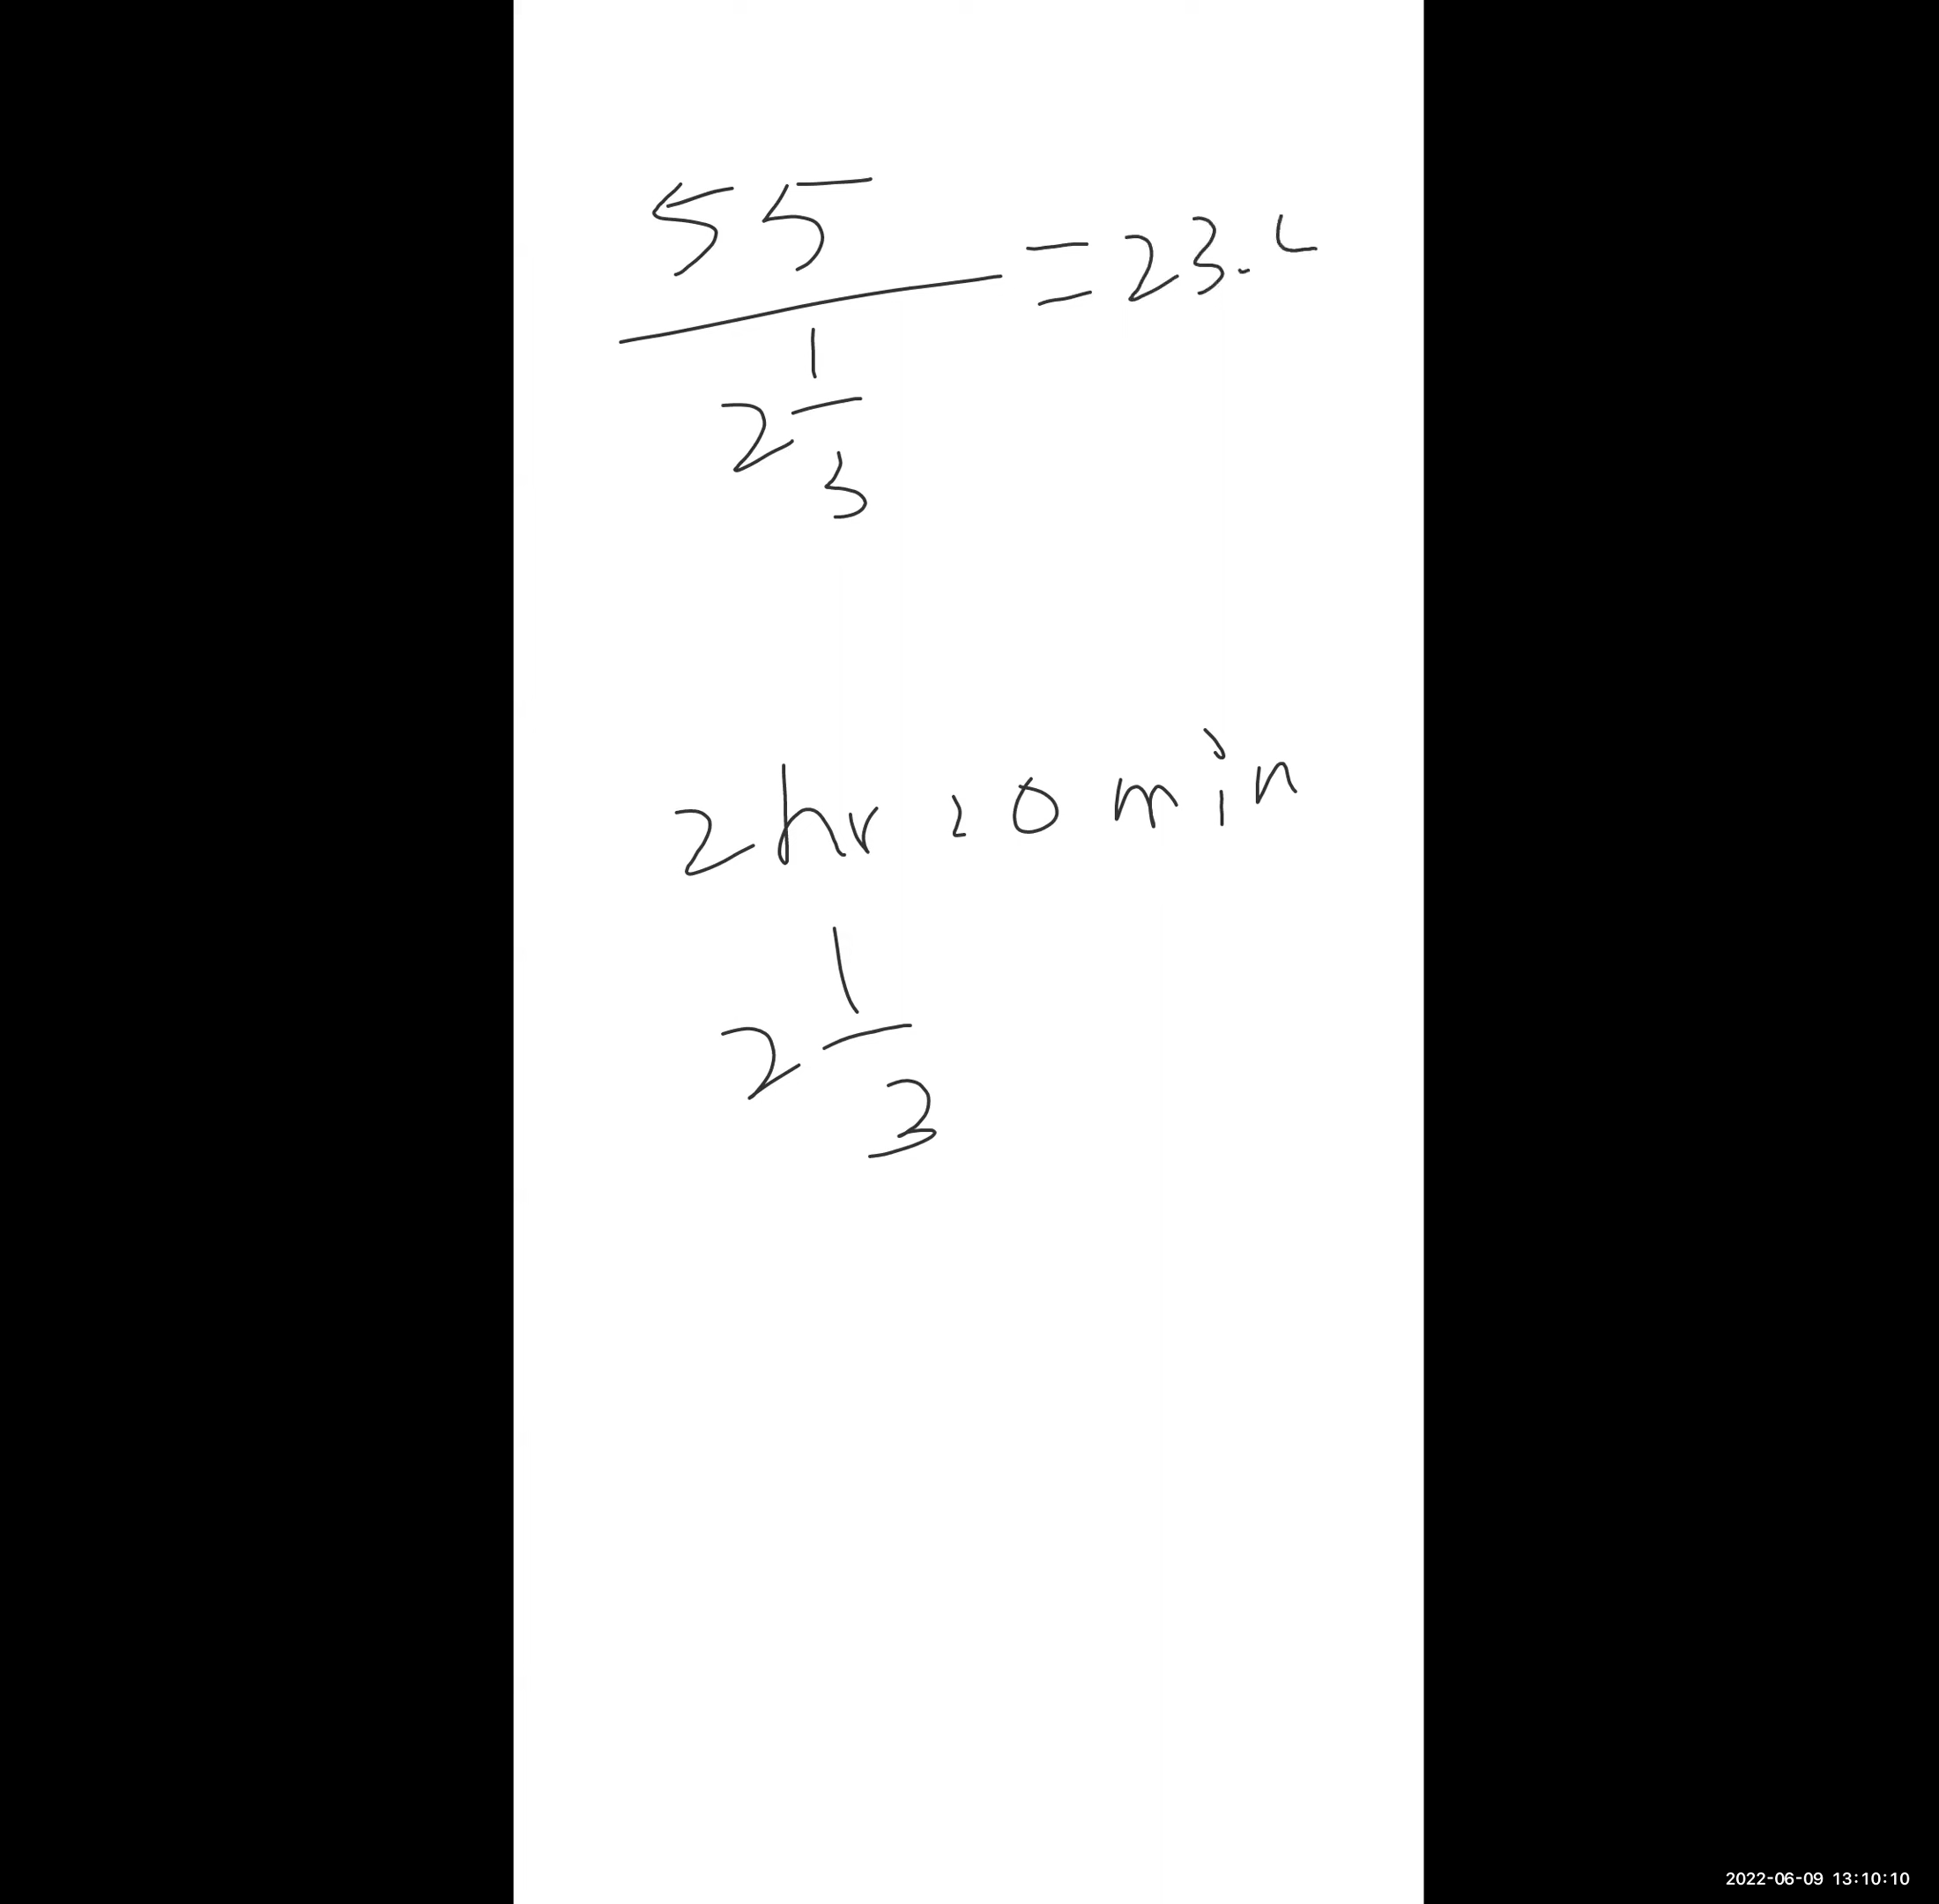 55
———— = 23.
2 1/3
2hr 20 min
2 1/3
2022-06-09 13:10:10